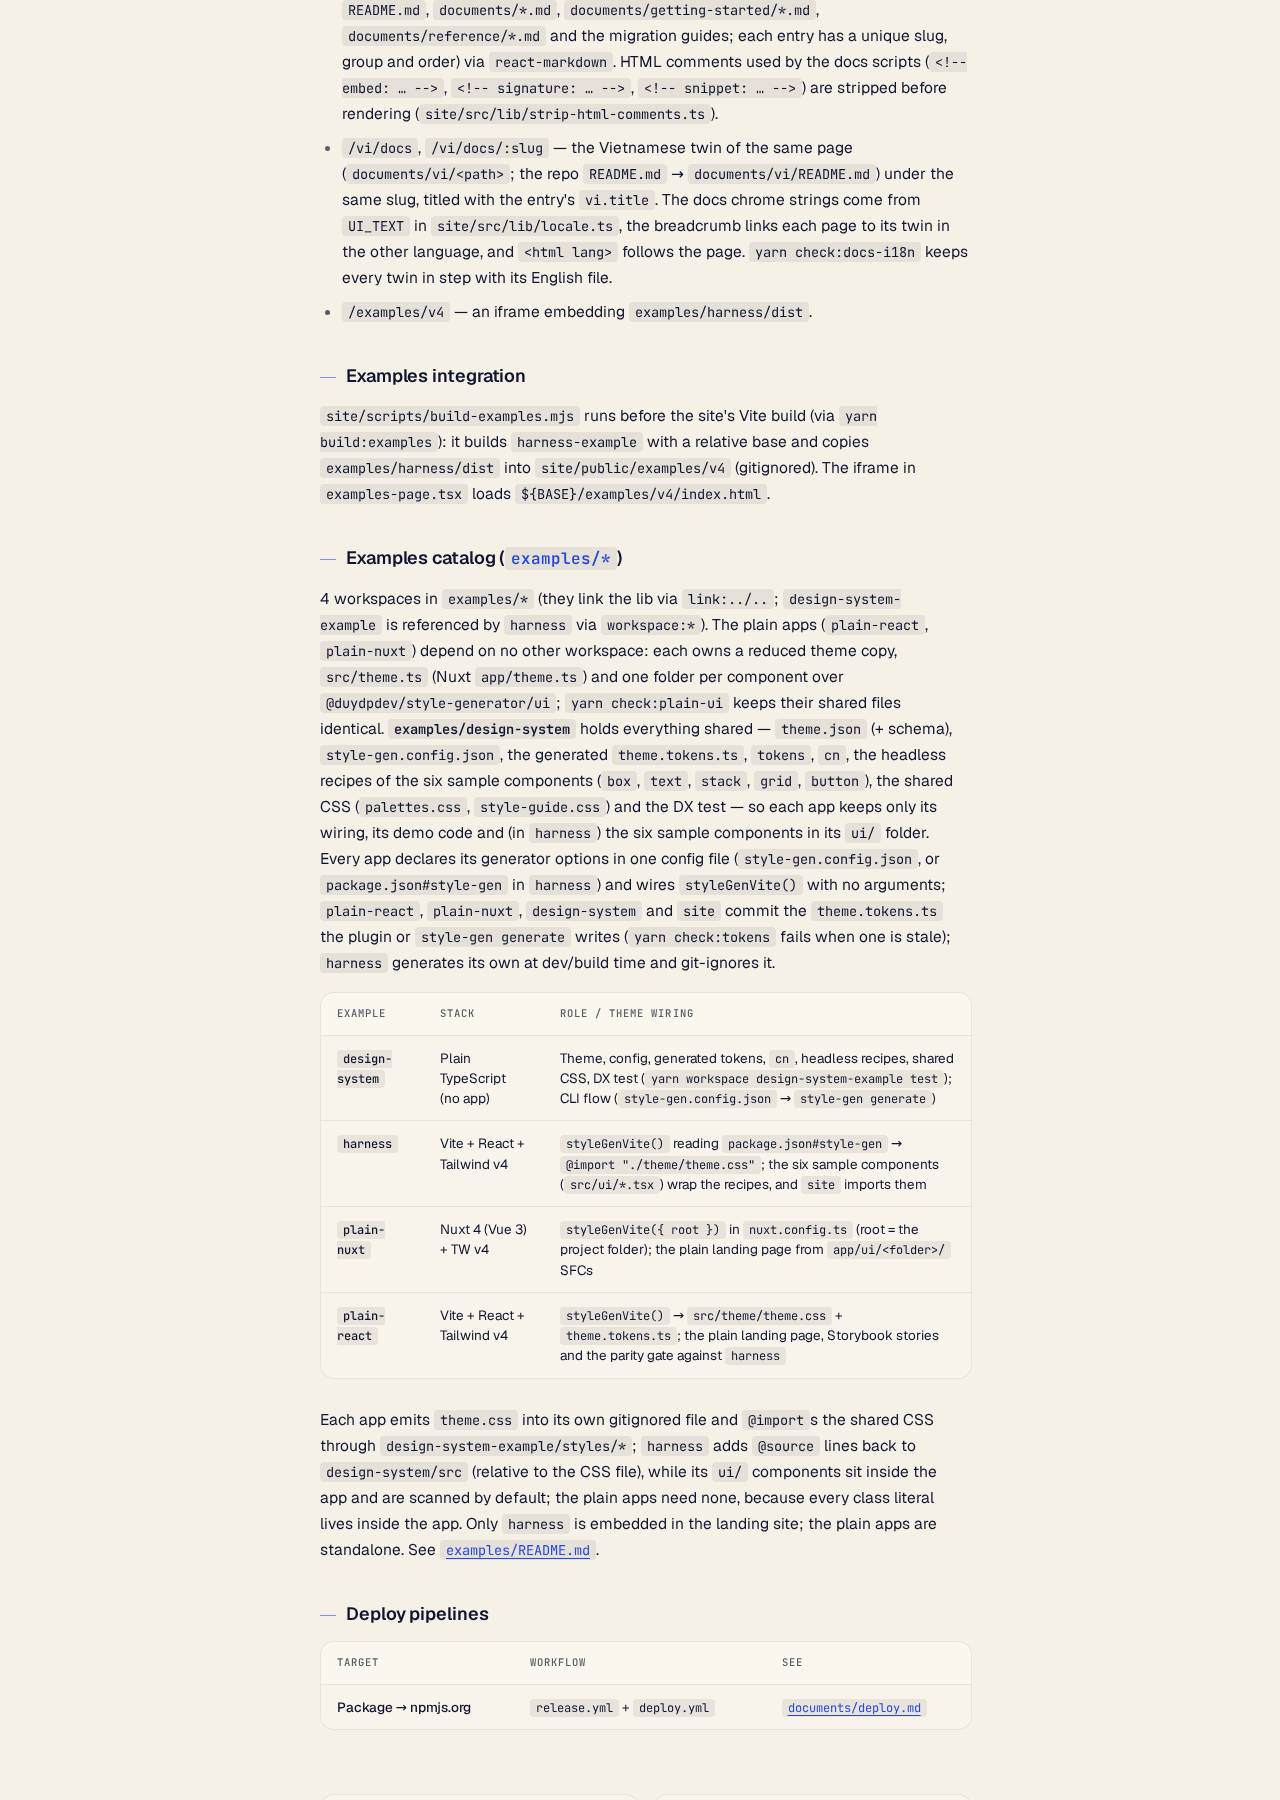 README.md, documents/*.md, documents/getting-started/*.md,
documents/reference/*.md and the migration guides; each entry has a unique slug,
group and order) via react-markdown. HTML comments used by the docs scripts (<!--
embed: … -->, <!-- signature: … -->, <!-- snippet: … -->) are stripped before
rendering (site/src/lib/strip-html-comments.ts).
• /vi/docs, /vi/docs/:slug — the Vietnamese twin of the same page
(documents/vi/<path>; the repo README.md → documents/vi/README.md) under the
same slug, titled with the entry's vi.title. The docs chrome strings come from
UI_TEXT in site/src/lib/locale.ts, the breadcrumb links each page to its twin in
the other language, and <html lang> follows the page. yarn check:docs-i18n keeps
every twin in step with its English file.
• /examples/v4 — an iframe embedding examples/harness/dist.
— Examples integration
site/scripts/build-examples.mjs runs before the site's Vite build (via yarn
build:examples): it builds harness-example with a relative base and copies
examples/harness/dist into site/public/examples/v4 (gitignored). The iframe in
examples-page.tsx loads ${BASE}/examples/v4/index.html.
— Examples catalog (examples/*)
4 workspaces in examples/* (they link the lib via link:../..; design-system-
example is referenced by harness via workspace:*). The plain apps (plain-react,
plain-nuxt) depend on no other workspace: each owns a reduced theme copy,
src/theme.ts (Nuxt app/theme.ts) and one folder per component over
@duydpdev/style-generator/ui; yarn check:plain-ui keeps their shared files
identical. examples/design-system holds everything shared — theme.json (+ schema),
style-gen.config.json, the generated theme.tokens.ts, tokens, cn, the headless
recipes of the six sample components (box, text, stack, grid, button), the shared
CSS (palettes.css, style-guide.css) and the DX test — so each app keeps only its
wiring, its demo code and (in harness) the six sample components in its ui/ folder.
Every app declares its generator options in one config file (style-gen.config.json, or
package.json#style-gen in harness) and wires styleGenVite() with no arguments;
plain-react, plain-nuxt, design-system and site commit the theme.tokens.ts
the plugin or style-gen generate writes (yarn check:tokens fails when one is stale);
harness generates its own at dev/build time and git-ignores it.
EXAMPLE STACK ROLE / THEME WIRING
design- Plain Theme, config, generated tokens, cn, headless recipes, shared
system TypeScript CSS, DX test (yarn workspace design-system-example test);
(no app) CLI flow (style-gen.config.json → style-gen generate)
harness Vite + React + styleGenVite() reading package.json#style-gen →
Tailwind v4 @import "./theme/theme.css"; the six sample components
(src/ui/*.tsx) wrap the recipes, and site imports them
plain- Nuxt 4 (Vue 3) styleGenVite({ root }) in nuxt.config.ts (root = the
nuxt + TW v4 project folder); the plain landing page from app/ui/<folder>/
SFCs
plain- Vite + React + styleGenVite() → src/theme/theme.css +
react Tailwind v4 theme.tokens.ts; the plain landing page, Storybook stories
and the parity gate against harness
Each app emits theme.css into its own gitignored file and @imports the shared CSS
through design-system-example/styles/*; harness adds @source lines back to
design-system/src (relative to the CSS file), while its ui/ components sit inside the
app and are scanned by default; the plain apps need none, because every class literal
lives inside the app. Only harness is embedded in the landing site; the plain apps are
standalone. See examples/README.md.
— Deploy pipelines
TARGET WORKFLOW SEE
Package → npmjs.org release.yml + deploy.yml documents/deploy.md